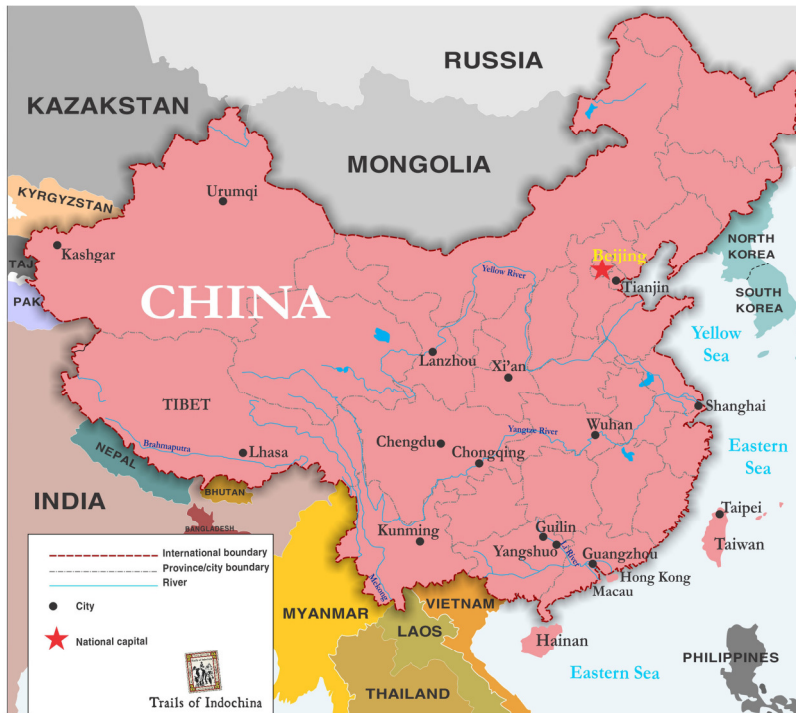 RUSSIA
KAZAKSTAN
MONGOLIA
KYRGYZSTAN
Urumqi
Kashgar
TAJ
PAK
CHINA
Beijing
Tianjin
NORTH
KOREA
SOUTH
KOREA
Yellow
Sea
Yellow River
Lanzhou
Xi'an
TIBET
Shanghai
Brahmaputra
Lhasa
Chengdu
Chongqing
Yangtze River
Wuhan
Eastern
Sea
NEPAL
BHUTAN
INDIA
BANGLADESH
Taipei
Taiwan
Kunming
Guilin
Yangshuo
Li River
Guangzhou
Hong Kong
Macau
Mekong
MYANMAR
VIETNAM
LAOS
THAILAND
Hainan
Eastern Sea
PHILIPPINES
International boundary
Province/city boundary
River
City
National capital
Trails of Indochina